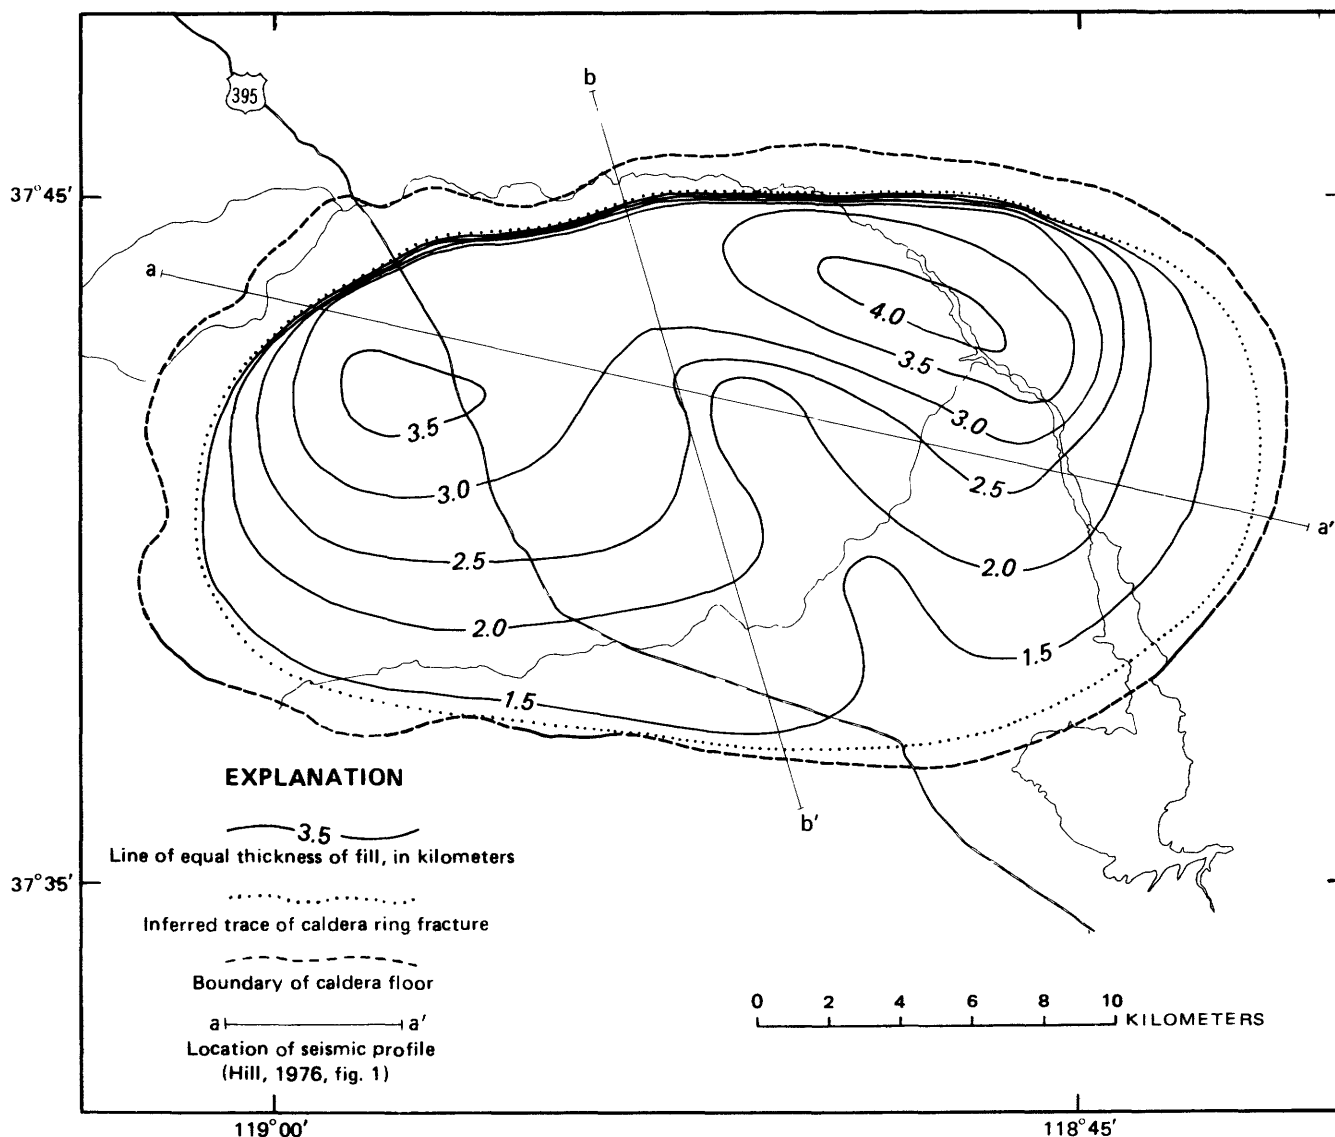 b
395
37°45′
a
4.0
3.5
3.5
3.0
3.0
2.5
a′
2.5
2.0
2.0
1.5
1.5
EXPLANATION
b′
3.5
Line of equal thickness of fill, in kilometers
37°35′
Inferred trace of caldera ring fracture
Boundary of caldera floor
0 2 4 6 8 10 KILOMETERS
a a′
Location of seismic profile
(Hill, 1976, fig. 1)
119°00′ 118°45′